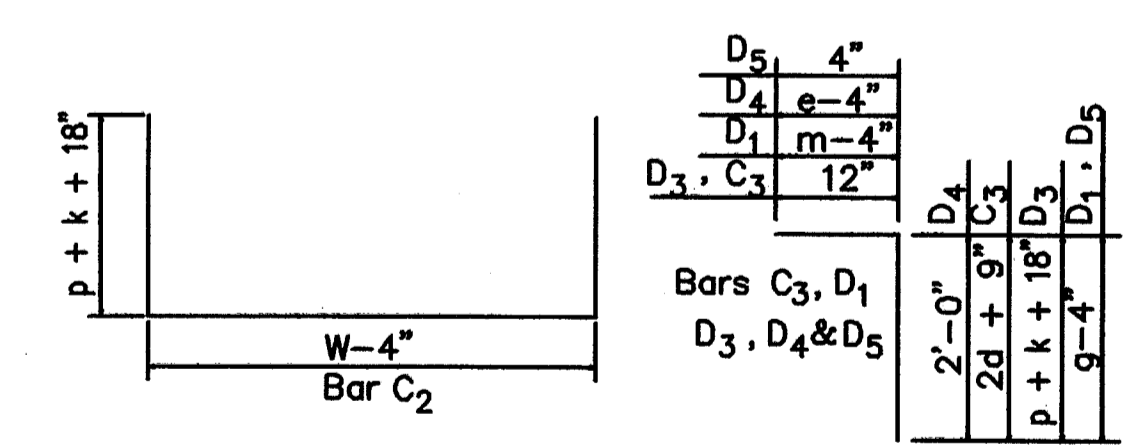 p + k + 18"
W–4"
Bar C2
D5 4"
D4 e–4"
D1 m–4"
D3, C3 12"
Bars C3, D1
D3, D4&D5
D4 2'–0"
C3 2d + 9"
D3 p + k + 18"
D1, D5 g–4"